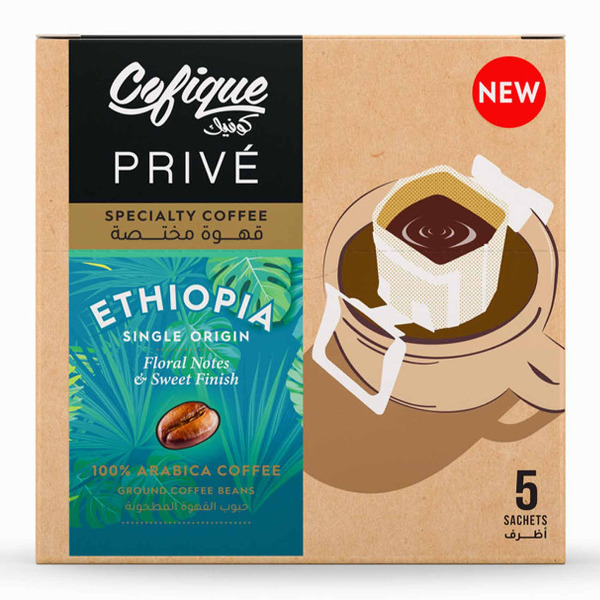 Cofique
كوفيك
PRIVÉ
NEW
SPECIALTY COFFEE
قهوة مختصة
ETHIOPIA
SINGLE ORIGIN
Floral Notes
& Sweet Finish
100% ARABICA COFFEE
GROUND COFFEE BEANS
حبوب القهوة المطحونة
5
SACHETS
أظرف